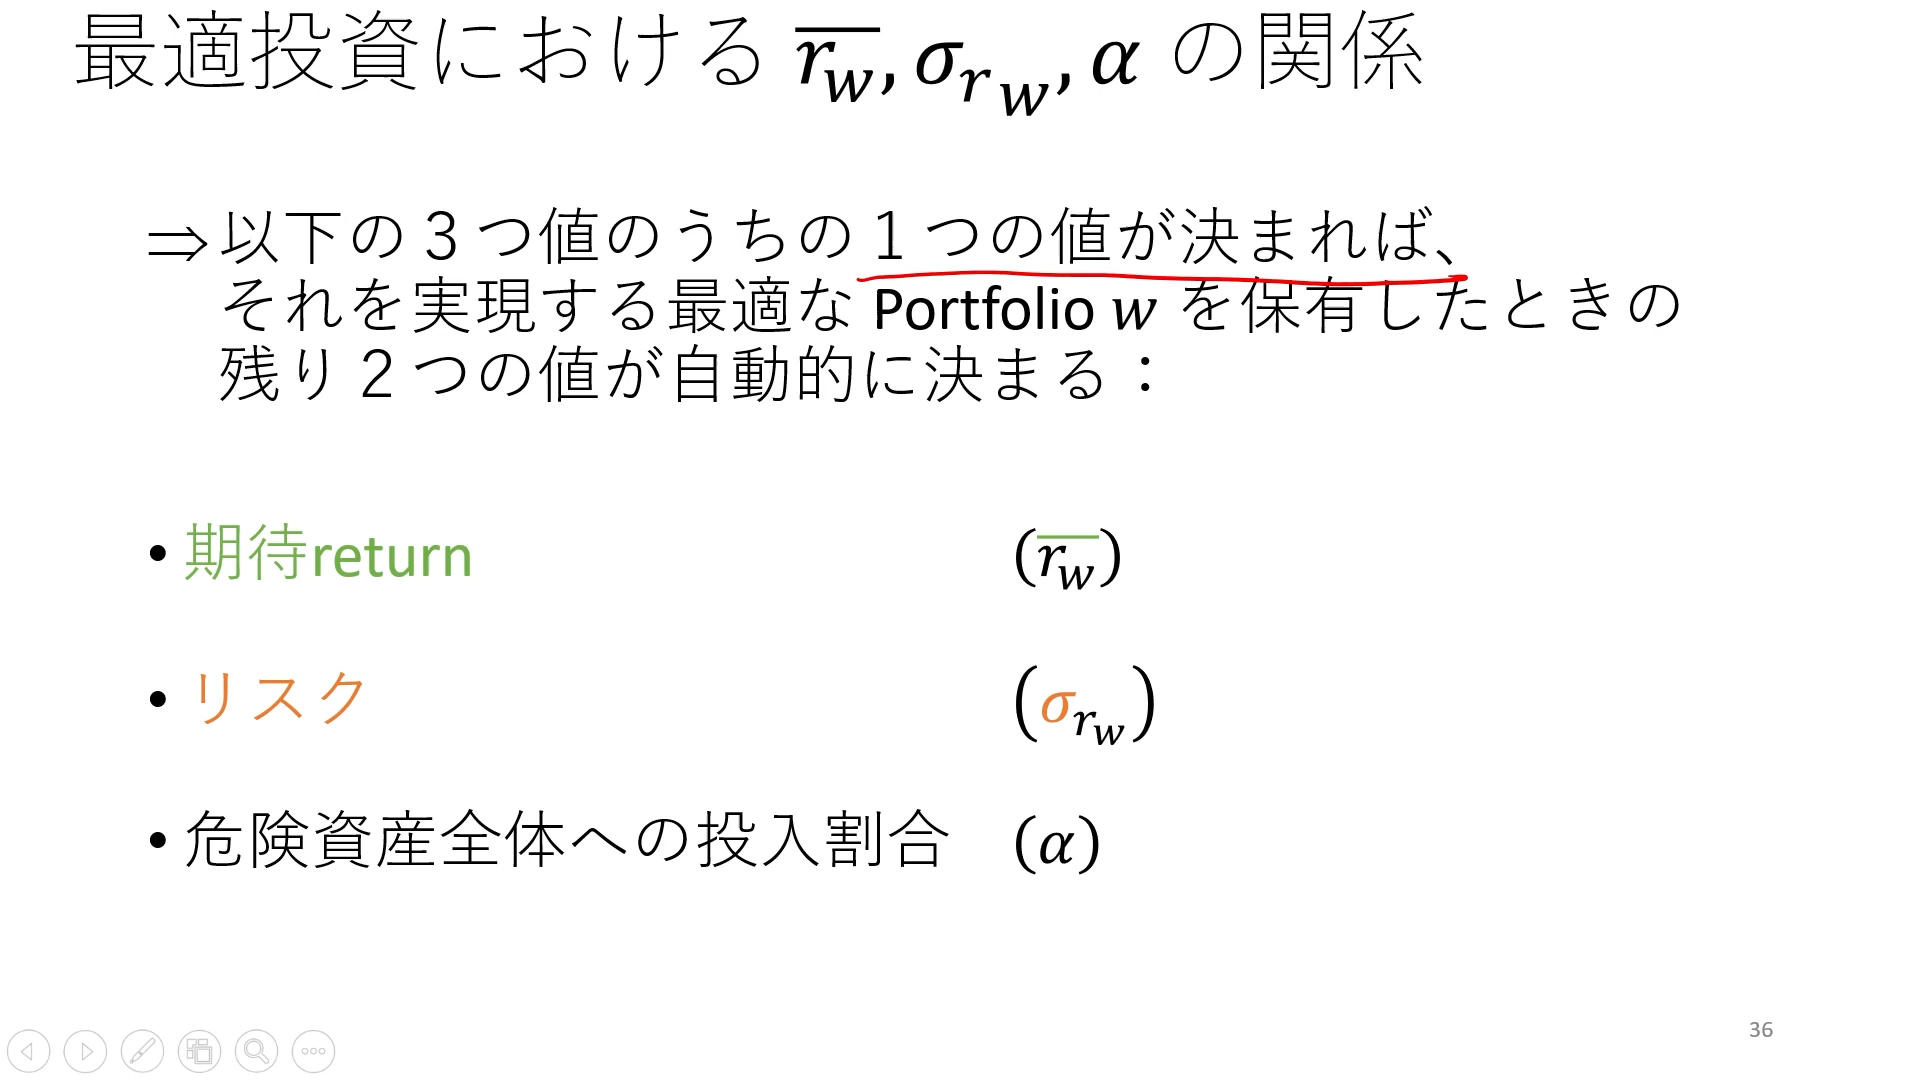 最適投資における r̅w̅, σ_{r_w}, α の関係
⇒以下の３つ値のうちの１つの値が決まれば、
それを実現する最適な Portfolio w を保有したときの
残り２つの値が自動的に決まる：
• 期待return (r̅w̅)
• リスク (σ_{r_w})
• 危険資産全体への投入割合 (α)
36